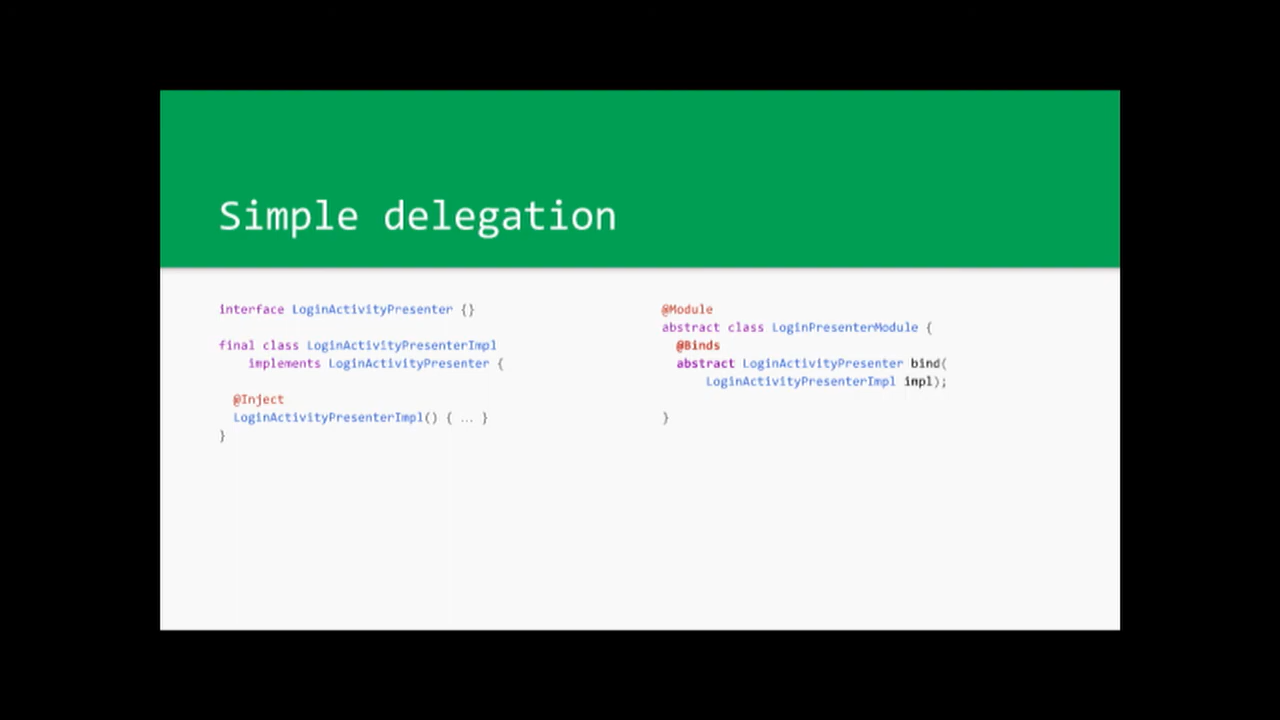 Simple delegation
interface LoginActivityPresenter {}
final class LoginActivityPresenterImpl
implements LoginActivityPresenter {
@Inject
LoginActivityPresenterImpl() { … }
}
@Module
abstract class LoginPresenterModule {
@Binds
abstract LoginActivityPresenter bind(
LoginActivityPresenterImpl impl);
}